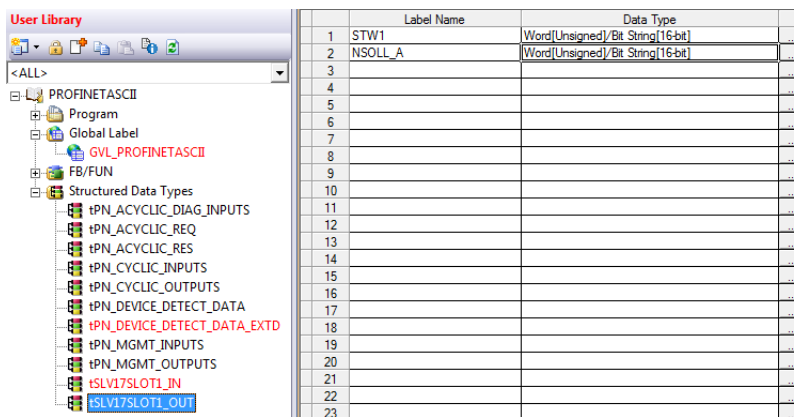 User Library
<ALL>
PROFINETASCII
Program
Global Label
GVL_PROFINETASCII
FB/FUN
Structured Data Types
tPN_ACYCLIC_DIAG_INPUTS
tPN_ACYCLIC_REQ
tPN_ACYCLIC_RES
tPN_CYCLIC_INPUTS
tPN_CYCLIC_OUTPUTS
tPN_DEVICE_DETECT_DATA
tPN_DEVICE_DETECT_DATA_EXTD
tPN_MGMT_INPUTS
tPN_MGMT_OUTPUTS
tSLV17SLOT1_IN
tSLV17SLOT1_OUT
Label Name Data Type
1 STW1 Word[Unsigned]/Bit String[16-bit] ...
2 NSOLL_A Word[Unsigned]/Bit String[16-bit] ...
3
4
5
6
7
8
9
10
11
12
13
14
15
16
17
18
19
20
21
22
23